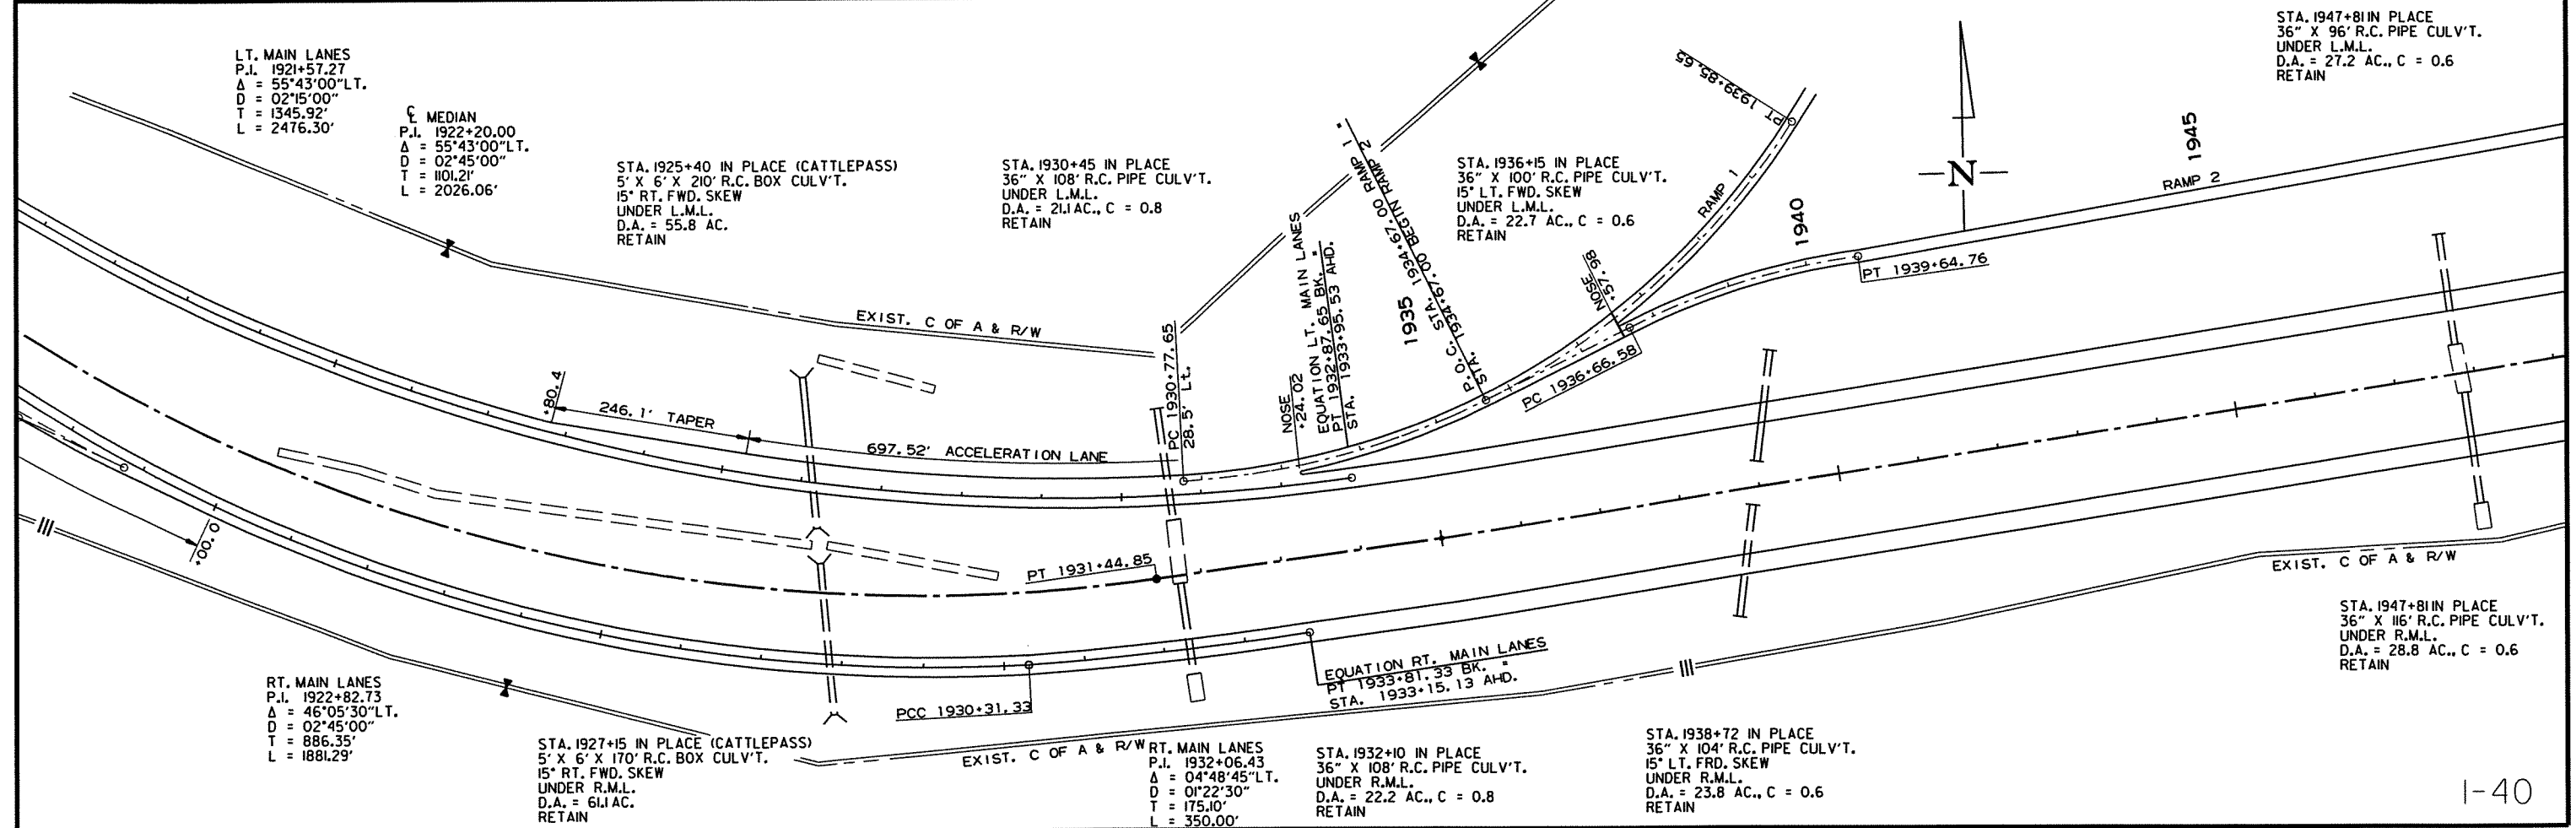 LT. MAIN LANES
P.I. 1921+57.27
Δ = 55°43'00"LT.
D = 02°15'00"
T = 1345.92'
L = 2476.30'
℄ MEDIAN
P.I. 1922+20.00
Δ = 55°43'00"LT.
D = 02°45'00"
T = 1101.21'
L = 2026.06'
STA. 1925+40 IN PLACE (CATTLEPASS)
5' X 6' X 210' R.C. BOX CULV'T.
15° RT. FWD. SKEW
UNDER L.M.L.
D.A. = 55.8 AC.
RETAIN
STA. 1930+45 IN PLACE
36" X 108' R.C. PIPE CULV'T.
UNDER L.M.L.
D.A. = 21.1 AC., C = 0.8
RETAIN
STA. 1936+15 IN PLACE
36" X 100' R.C. PIPE CULV'T.
15° LT. FWD. SKEW
UNDER L.M.L.
D.A. = 22.7 AC., C = 0.6
RETAIN
STA. 1947+81 IN PLACE
36" X 96' R.C. PIPE CULV'T.
UNDER L.M.L.
D.A. = 27.2 AC., C = 0.6
RETAIN
PT 1939+85.65
RAMP 1
N
1945
RAMP 2
1940
PT 1939+64.76
NOSE
+57.98
P.O.C. STA. 1934+67.00 RAMP 1 =
STA. 1934+67.00 BEGIN RAMP 2
1935
PC 1936+66.58
NOSE
+24.02
EQUATION LT. MAIN LANES
PT 1932+87.65 BK. =
STA. 1933+95.53 AHD.
PC 1930+77.65
28.5' Lt.
EXIST. C OF A & R/W
+80.4
246.1' TAPER
697.52' ACCELERATION LANE
+00.0
PT 1931+44.85
PCC 1930+31.33
EQUATION RT. MAIN LANES
PT 1933+81.33 BK. =
STA. 1933+15.13 AHD.
EXIST. C OF A & R/W
EXIST. C OF A & R/W
RT. MAIN LANES
P.I. 1922+82.73
Δ = 46°05'30"LT.
D = 02°45'00"
T = 886.35'
L = 1881.29'
STA. 1927+15 IN PLACE (CATTLEPASS)
5' X 6' X 170' R.C. BOX CULV'T.
15° RT. FWD. SKEW
UNDER R.M.L.
D.A. = 61.1 AC.
RETAIN
RT. MAIN LANES
P.I. 1932+06.43
Δ = 04°48'45"LT.
D = 01°22'30"
T = 175.10'
L = 350.00'
STA. 1932+10 IN PLACE
36" X 108' R.C. PIPE CULV'T.
UNDER R.M.L.
D.A. = 22.2 AC., C = 0.8
RETAIN
STA. 1938+72 IN PLACE
36" X 104' R.C. PIPE CULV'T.
15° LT. FRD. SKEW
UNDER R.M.L.
D.A. = 23.8 AC., C = 0.6
RETAIN
STA. 1947+81 IN PLACE
36" X 116' R.C. PIPE CULV'T.
UNDER R.M.L.
D.A. = 28.8 AC., C = 0.6
RETAIN
I-40